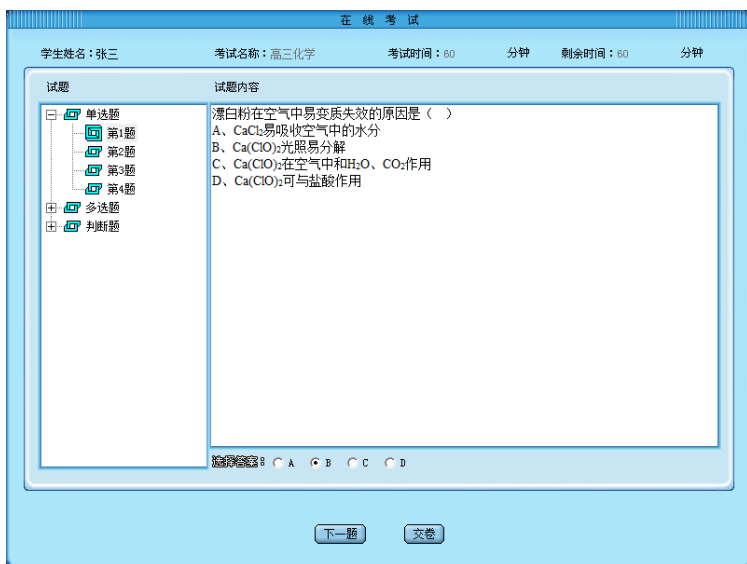 在 线 考 试
学生姓名：张三 考试名称：高三化学 考试时间：60 分钟 剩余时间：60 分钟
试题 试题内容
单选题
第1题
第2题
第3题
第4题
多选题
判断题
漂白粉在空气中易变质失效的原因是（ ）
A、CaCl₂易吸收空气中的水分
B、Ca(ClO)₂光照易分解
C、Ca(ClO)₂在空气中和H₂O、CO₂作用
D、Ca(ClO)₂可与盐酸作用
选择答案： A B C D
下一题 交卷